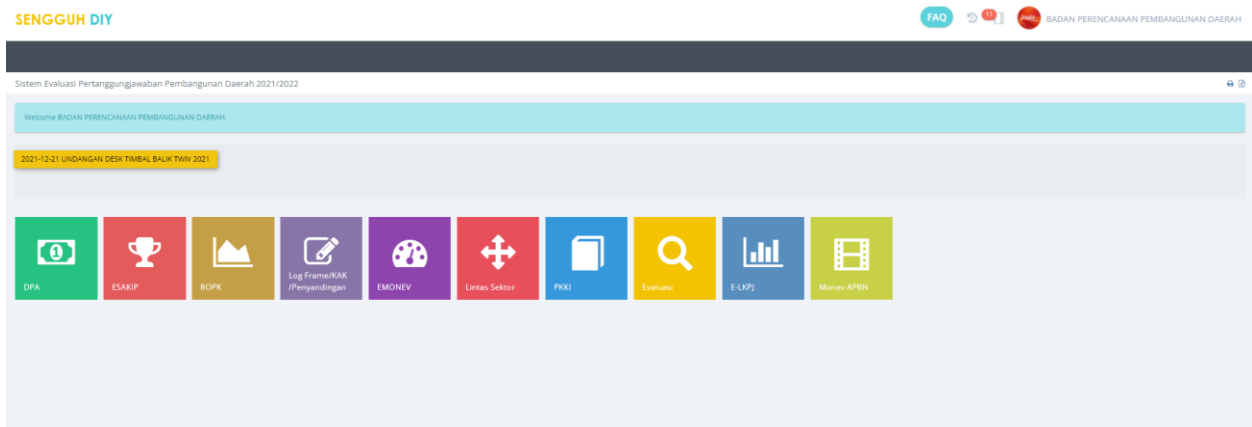 SENGGUH DIY
FAQ
11
BADAN PERENCANAAN PEMBANGUNAN DAERAH
Sistem Evaluasi Pertanggungjawaban Pembangunan Daerah 2021/2022
Welcome BADAN PERENCANAAN PEMBANGUNAN DAERAH
2021-12-21 UNDANGAN DESK TIMBAL BALIK TWIV 2021
DPA
ESAKIP
ROPK
Log Frame/KAK
/Penyandingan
EMONEV
Lintas Sektor
PKKI
Evaluasi
E-LKPJ
Monev APBN